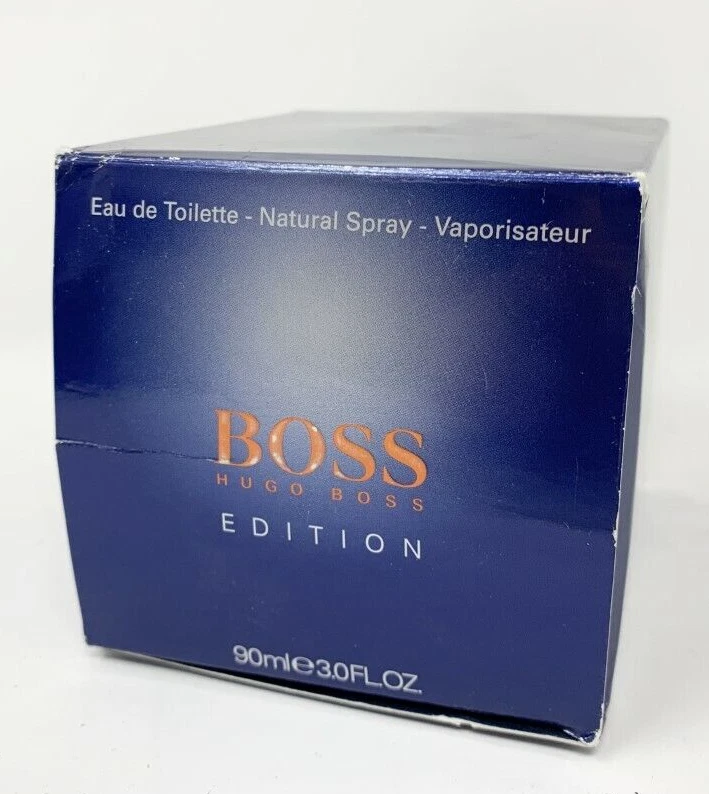 Eau de Toilette - Natural Spray - Vaporisateur
BOSS
HUGO BOSS
EDITION
90ml℮3.0FL.OZ.